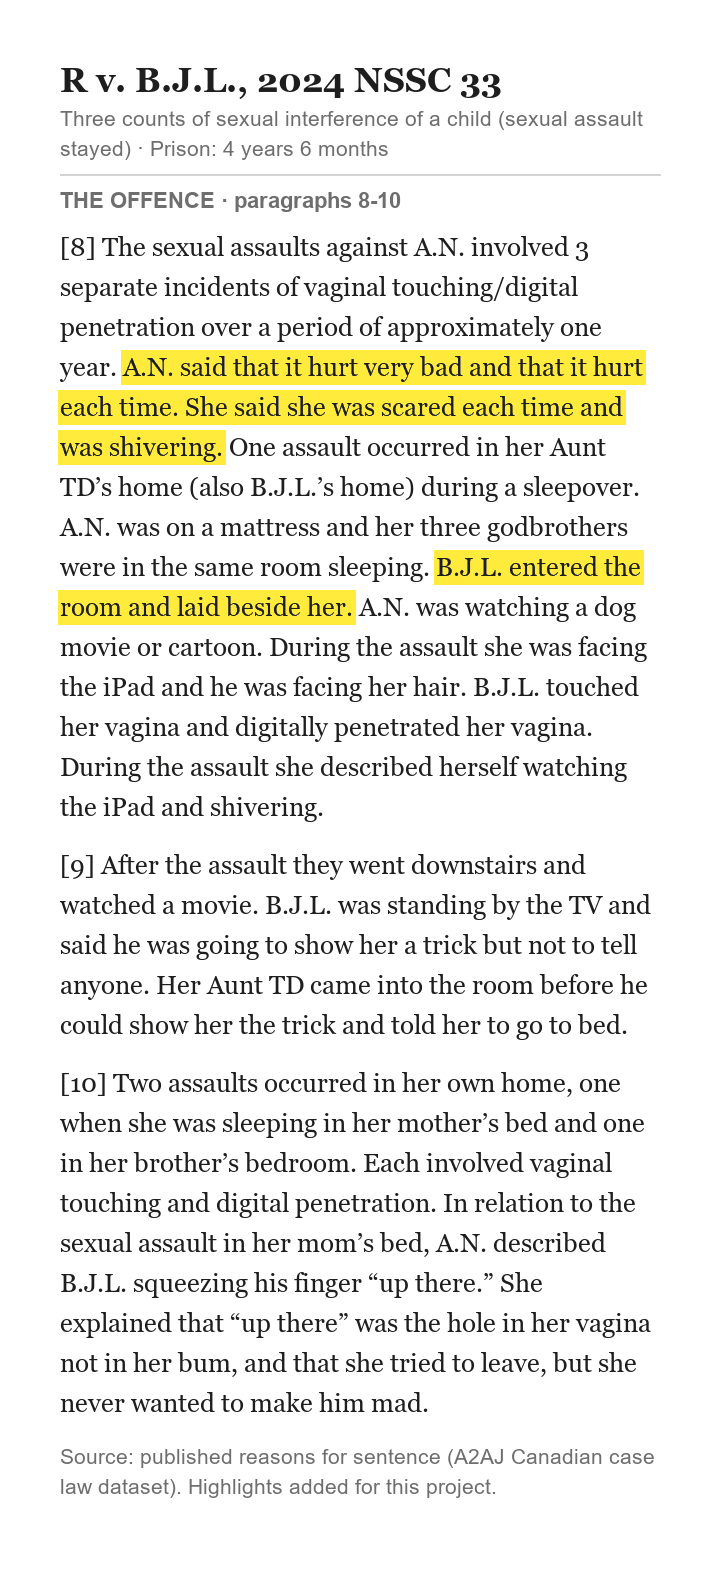 R v. B.J.L., 2024 NSSC 33
Three counts of sexual interference of a child (sexual assault
stayed) · Prison: 4 years 6 months
THE OFFENCE · paragraphs 8-10
[8] The sexual assaults against A.N. involved 3
separate incidents of vaginal touching/digital
penetration over a period of approximately one
year. A.N. said that it hurt very bad and that it hurt
each time. She said she was scared each time and
was shivering. One assault occurred in her Aunt
TD’s home (also B.J.L.’s home) during a sleepover.
A.N. was on a mattress and her three godbrothers
were in the same room sleeping. B.J.L. entered the
room and laid beside her. A.N. was watching a dog
movie or cartoon. During the assault she was facing
the iPad and he was facing her hair. B.J.L. touched
her vagina and digitally penetrated her vagina.
During the assault she described herself watching
the iPad and shivering.
[9] After the assault they went downstairs and
watched a movie. B.J.L. was standing by the TV and
said he was going to show her a trick but not to tell
anyone. Her Aunt TD came into the room before he
could show her the trick and told her to go to bed.
[10] Two assaults occurred in her own home, one
when she was sleeping in her mother’s bed and one
in her brother’s bedroom. Each involved vaginal
touching and digital penetration. In relation to the
sexual assault in her mom’s bed, A.N. described
B.J.L. squeezing his finger “up there.” She
explained that “up there” was the hole in her vagina
not in her bum, and that she tried to leave, but she
never wanted to make him mad.
Source: published reasons for sentence (A2AJ Canadian case
law dataset). Highlights added for this project.